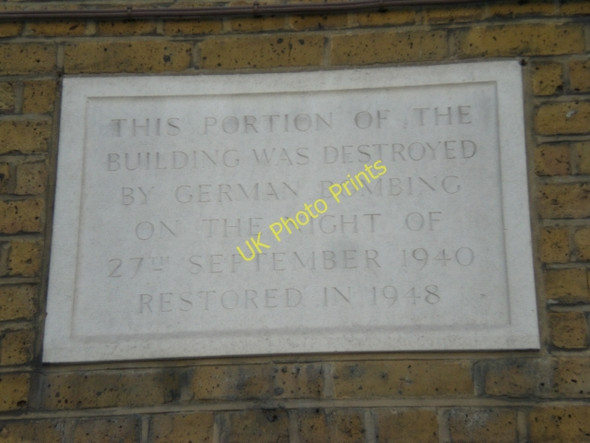 THIS PORTION OF THE
BUILDING WAS DESTROYED
BY GERMAN BOMBING
ON THE NIGHT OF
27TH SEPTEMBER 1940
RESTORED IN 1948
UK Photo Prints